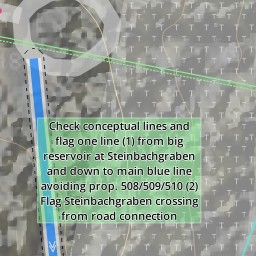 Check conceptual lines and
flag one line (1) from big
reservoir at Steinbachgraben
and down to main blue line
avoiding prop. 508/509/510 (2)
Flag Steinbachgraben crossing
from road connection